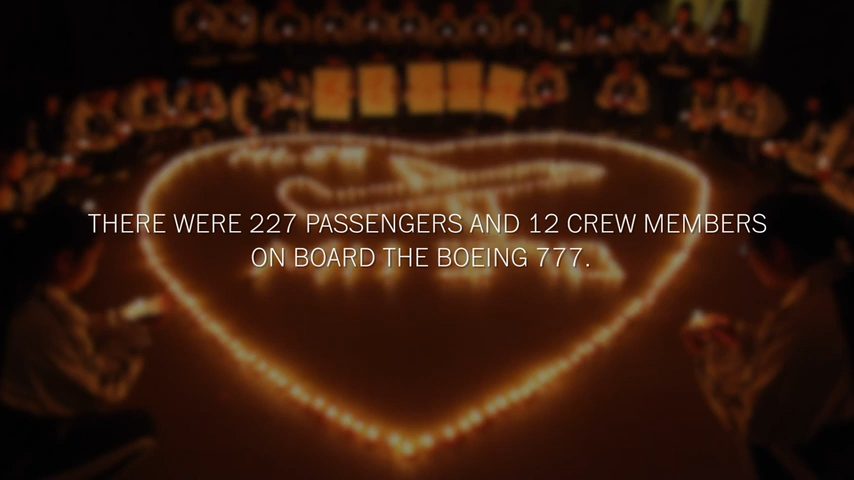 THERE WERE 227 PASSENGERS AND 12 CREW MEMBERS
ON BOARD THE BOEING 777.